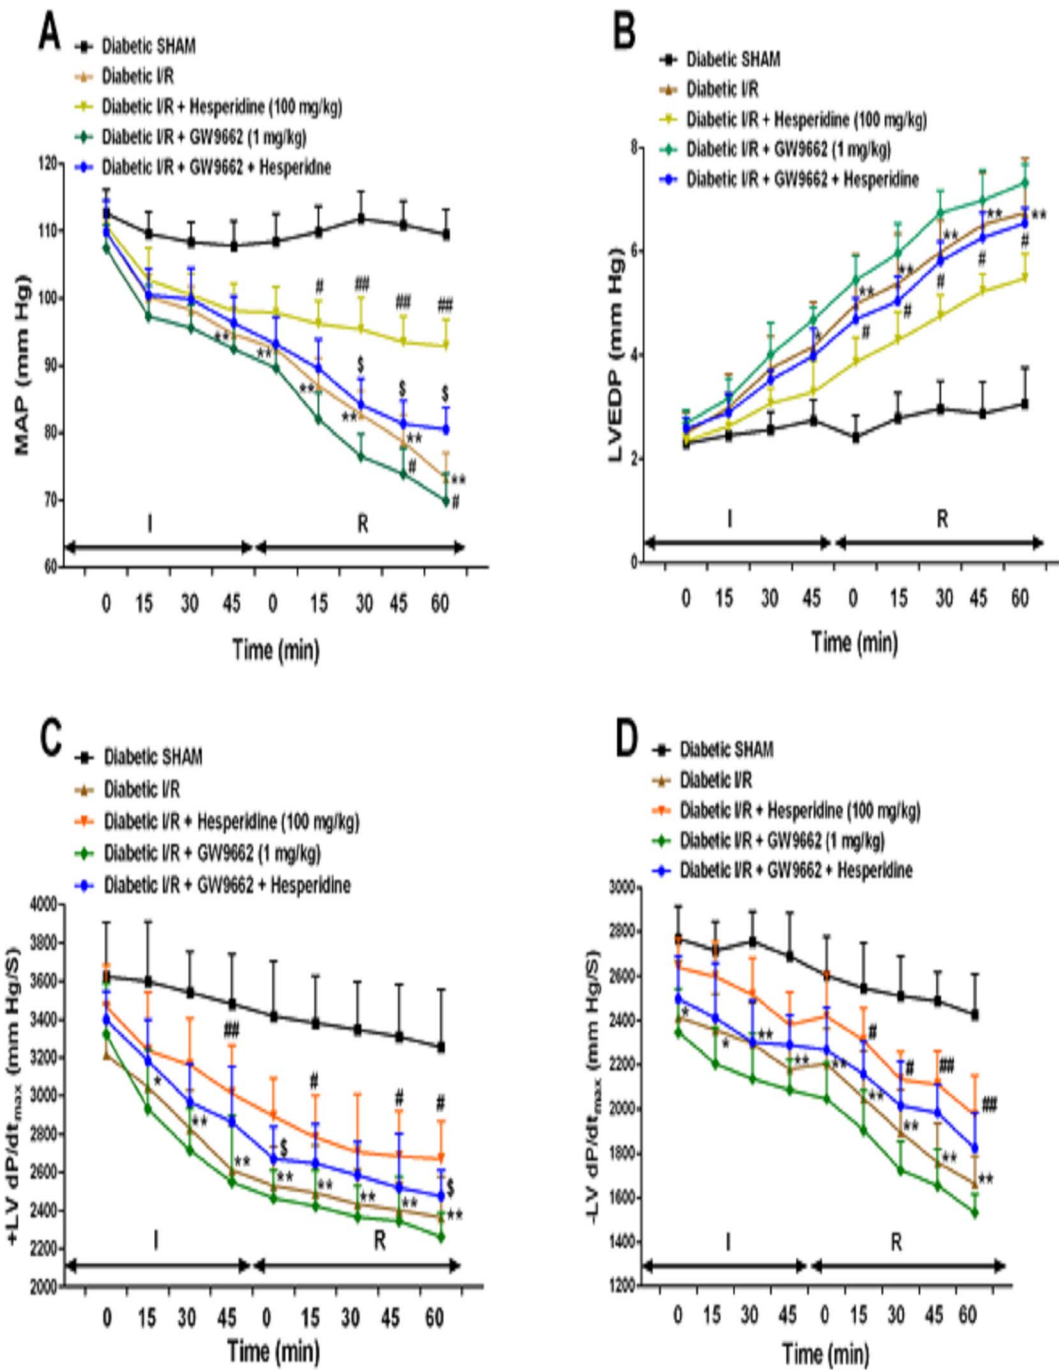 A
Diabetic SHAM
Diabetic I/R
Diabetic I/R + Hesperidine (100 mg/kg)
Diabetic I/R + GW9662 (1 mg/kg)
Diabetic I/R + GW9662 + Hesperidne
120
110
100
90
80
70
60
MAP (mm Hg)
# ## ## ##
** ** ** ** ** **
$ $ $
# #
I R
0 15 30 45 0 15 30 45 60
Time (min)
B
Diabetic SHAM
Diabetic I/R
Diabetic I/R + Hesperidine (100 mg/kg)
Diabetic I/R + GW9662 (1 mg/kg)
Diabetic I/R + GW9662 + Hesperidine
8
6
4
2
0
LVEDP (mm Hg)
* ** ** ** ** **
# # # # #
I R
0 15 30 45 0 15 30 45 60
Time (min)
C
Diabetic SHAM
Diabetic I/R
Diabetic I/R + Hesperidine (100 mg/kg)
Diabetic I/R + GW9662 (1 mg/kg)
Diabetic I/R + GW9662 + Hesperidine
4000
3800
3600
3400
3200
3000
2800
2600
2400
2200
2000
+LV dP/dtmax (mm Hg/S)
## # # #
* ** ** ** ** ** ** **
$ $
I R
0 15 30 45 0 15 30 45 60
Time (min)
D
Diabetic SHAM
Diabetic I/R
Diabetic I/R + Hesperidine (100 mg/kg)
Diabetic I/R + GW9662 (1 mg/kg)
Diabetic I/R + GW9662 + Hesperidine
3000
2800
2600
2400
2200
2000
1800
1600
1400
1200
-LV dP/dtmax (mm Hg/S)
# # ## ##
* * ** ** ** ** ** ** **
I R
0 15 30 45 0 15 30 45 60
Time (min)